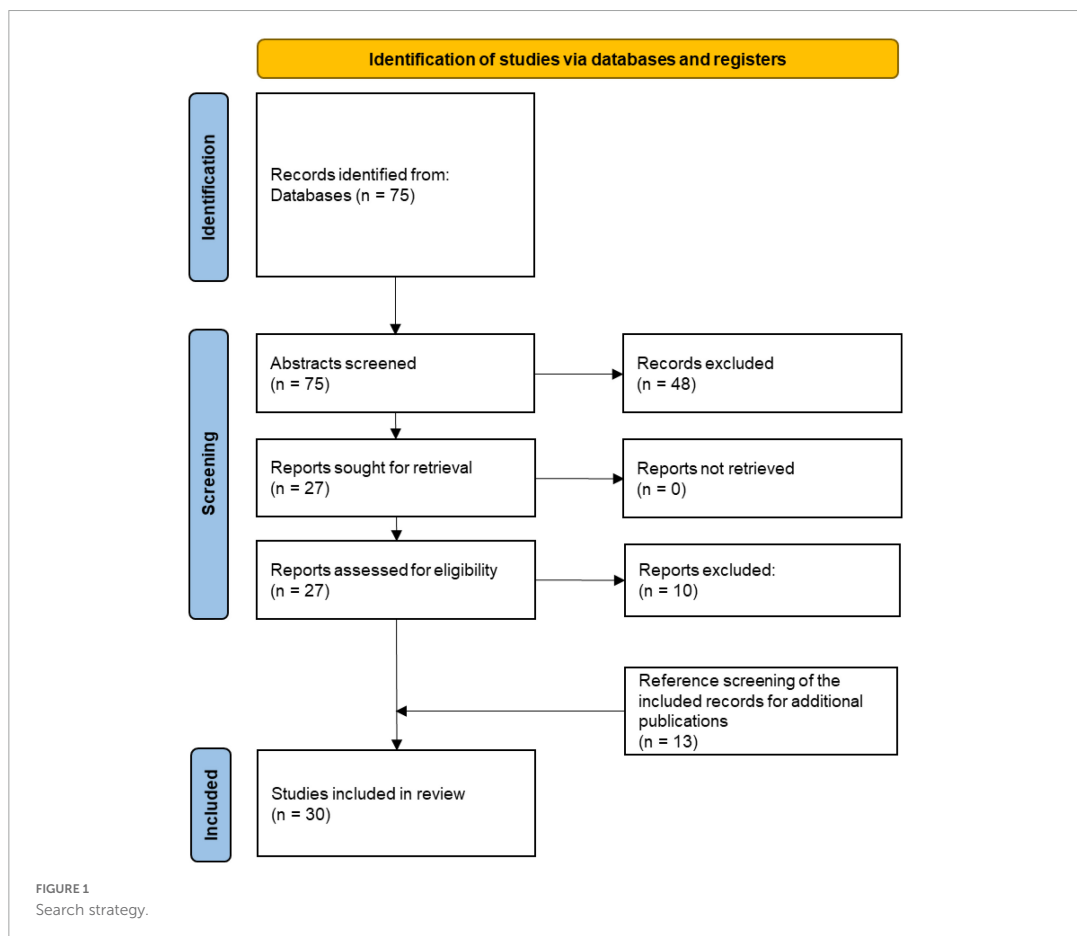 Identification of studies via databases and registers
Identification
Records identified from:
Databases (n = 75)
Screening
Abstracts screened
(n = 75)
Records excluded
(n = 48)
Reports sought for retrieval
(n = 27)
Reports not retrieved
(n = 0)
Reports assessed for eligibility
(n = 27)
Reports excluded:
(n = 10)
Reference screening of the
included records for additional
publications
(n = 13)
Included
Studies included in review
(n = 30)
FIGURE 1
Search strategy.